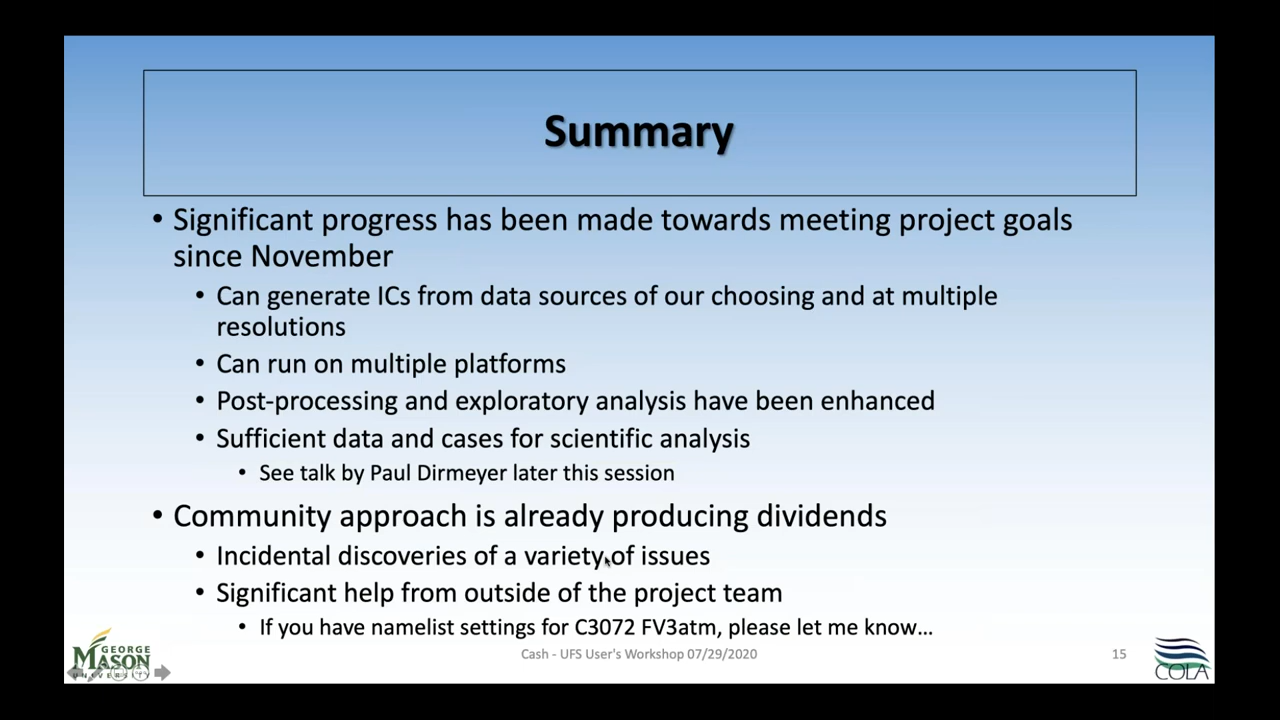 Summary
• Significant progress has been made towards meeting project goals
since November
• Can generate ICs from data sources of our choosing and at multiple
resolutions
• Can run on multiple platforms
• Post-processing and exploratory analysis have been enhanced
• Sufficient data and cases for scientific analysis
• See talk by Paul Dirmeyer later this session
• Community approach is already producing dividends
• Incidental discoveries of a variety of issues
• Significant help from outside of the project team
• If you have namelist settings for C3072 FV3atm, please let me know…
GEORGE
MASON
UNIVERSITY
Cash - UFS User's Workshop 07/29/2020
15
COLA